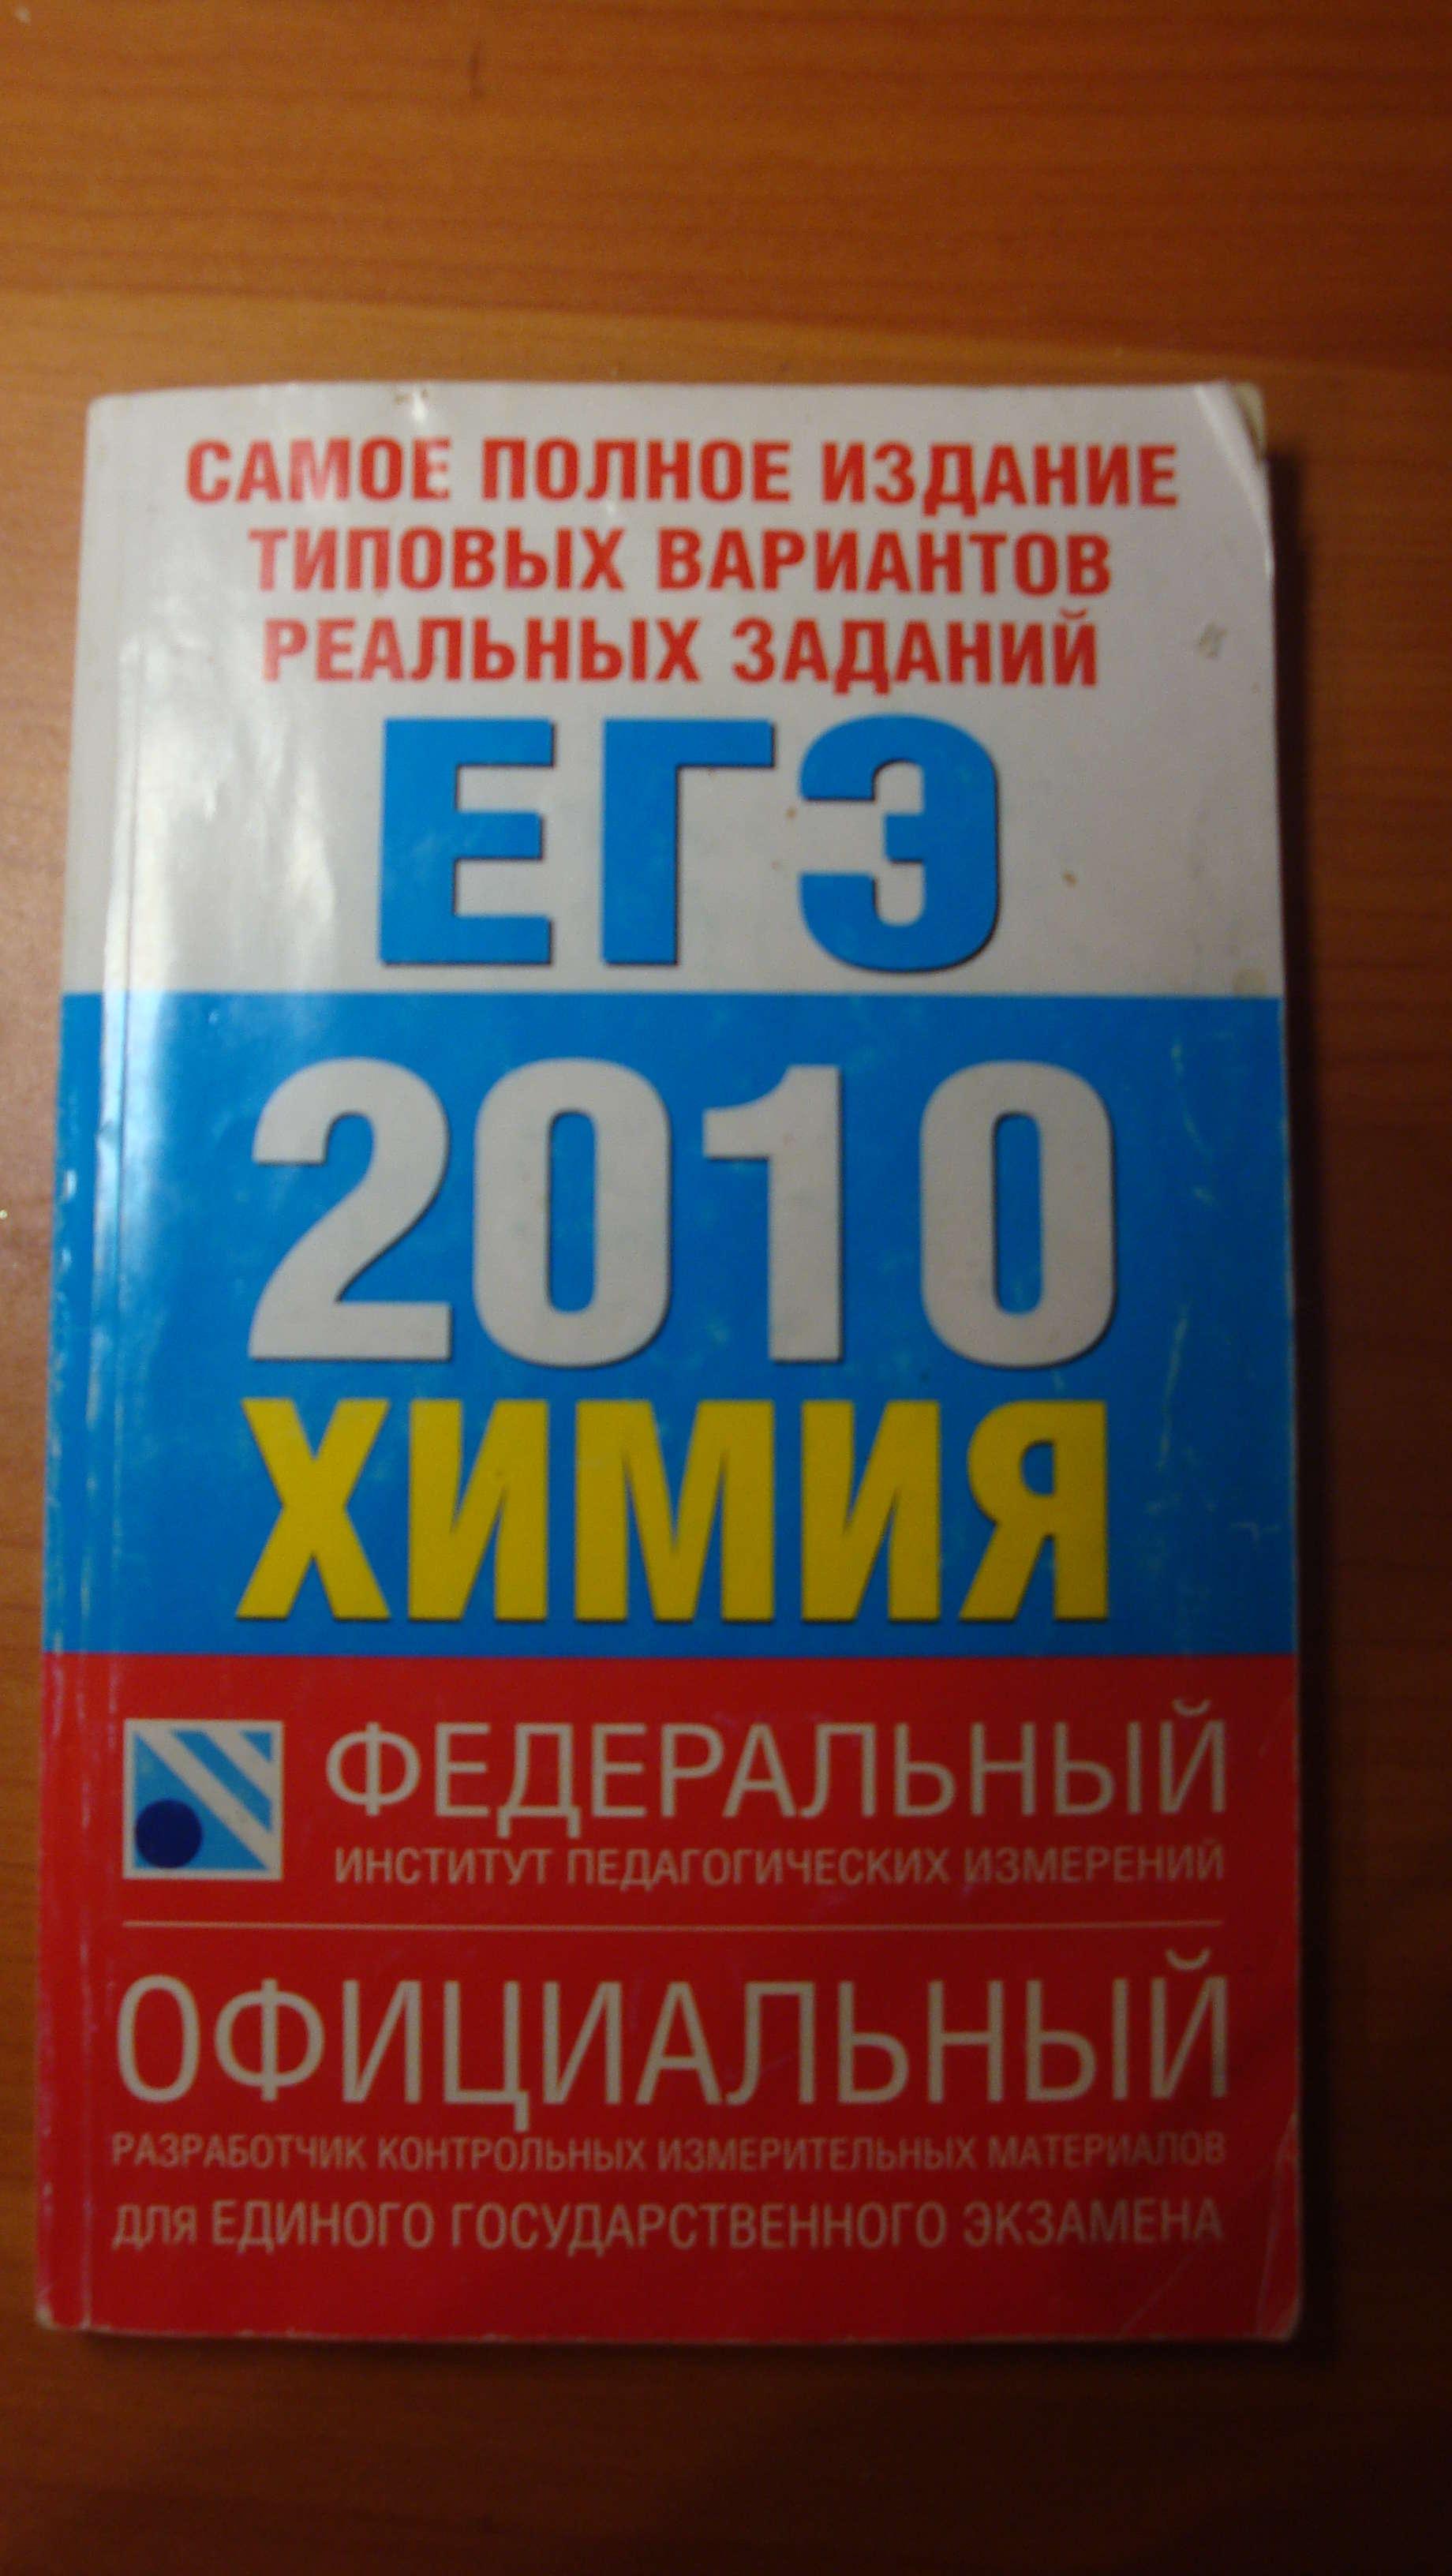 САМОЕ ПОЛНОЕ ИЗДАНИЕ
ТИПОВЫХ ВАРИАНТОВ
РЕАЛЬНЫХ ЗАДАНИЙ
ЕГЭ
2010
ХИМИЯ
ФЕДЕРАЛЬНЫЙ
ИНСТИТУТ ПЕДАГОГИЧЕСКИХ ИЗМЕРЕНИЙ
ОФИЦИАЛЬНЫЙ
РАЗРАБОТЧИК КОНТРОЛЬНЫХ ИЗМЕРИТЕЛЬНЫХ МАТЕРИАЛОВ
ДЛЯ ЕДИНОГО ГОСУДАРСТВЕННОГО ЭКЗАМЕНА